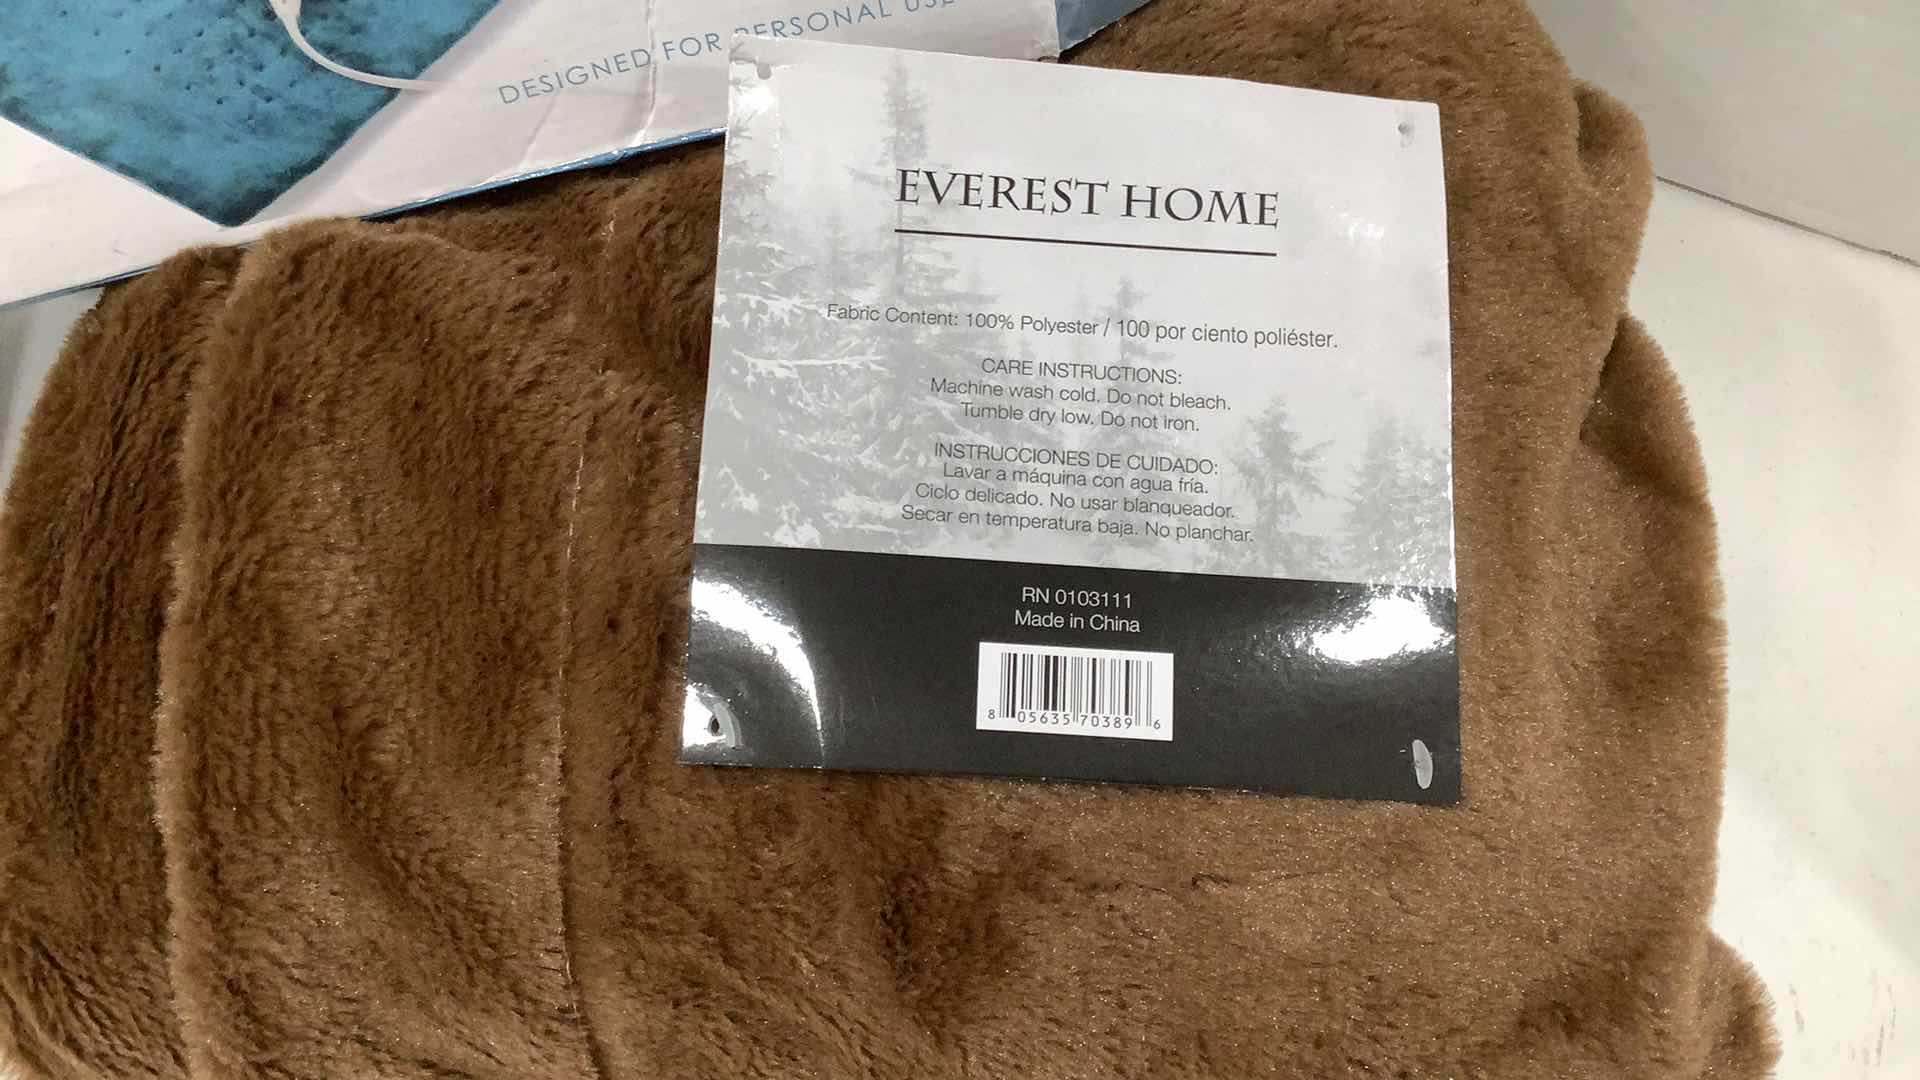 DESIGNED FOR PERSONAL USE
EVEREST HOME
Fabric Content: 100% Polyester / 100 por ciento poliéster.
CARE INSTRUCTIONS:
Machine wash cold. Do not bleach.
Tumble dry low. Do not iron.
INSTRUCCIONES DE CUIDADO:
Lavar a máquina con agua fría.
Ciclo delicado. No usar blanqueador.
Secar en temperatura baja. No planchar.
RN 0103111
Made in China
8 05635 70389 6